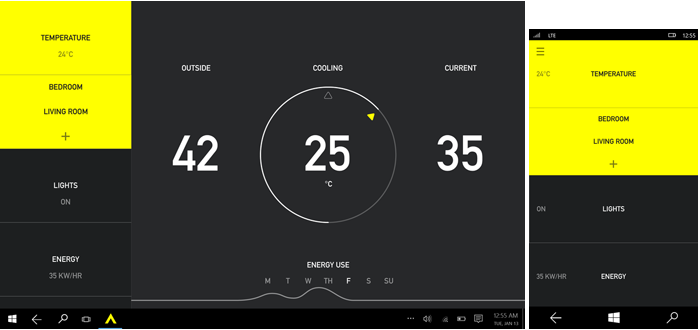 TEMPERATURE
24°C
BEDROOM
LIVING ROOM
+
LIGHTS
ON
ENERGY
35 KW/HR
OUTSIDE
COOLING
CURRENT
42
25
35
°C
ENERGY USE
M T W TH F S SU
12:55 AM
TUE, JAN 13
LTE
12:55
24°C TEMPERATURE
BEDROOM
LIVING ROOM
+
ON LIGHTS
35 KW/HR ENERGY